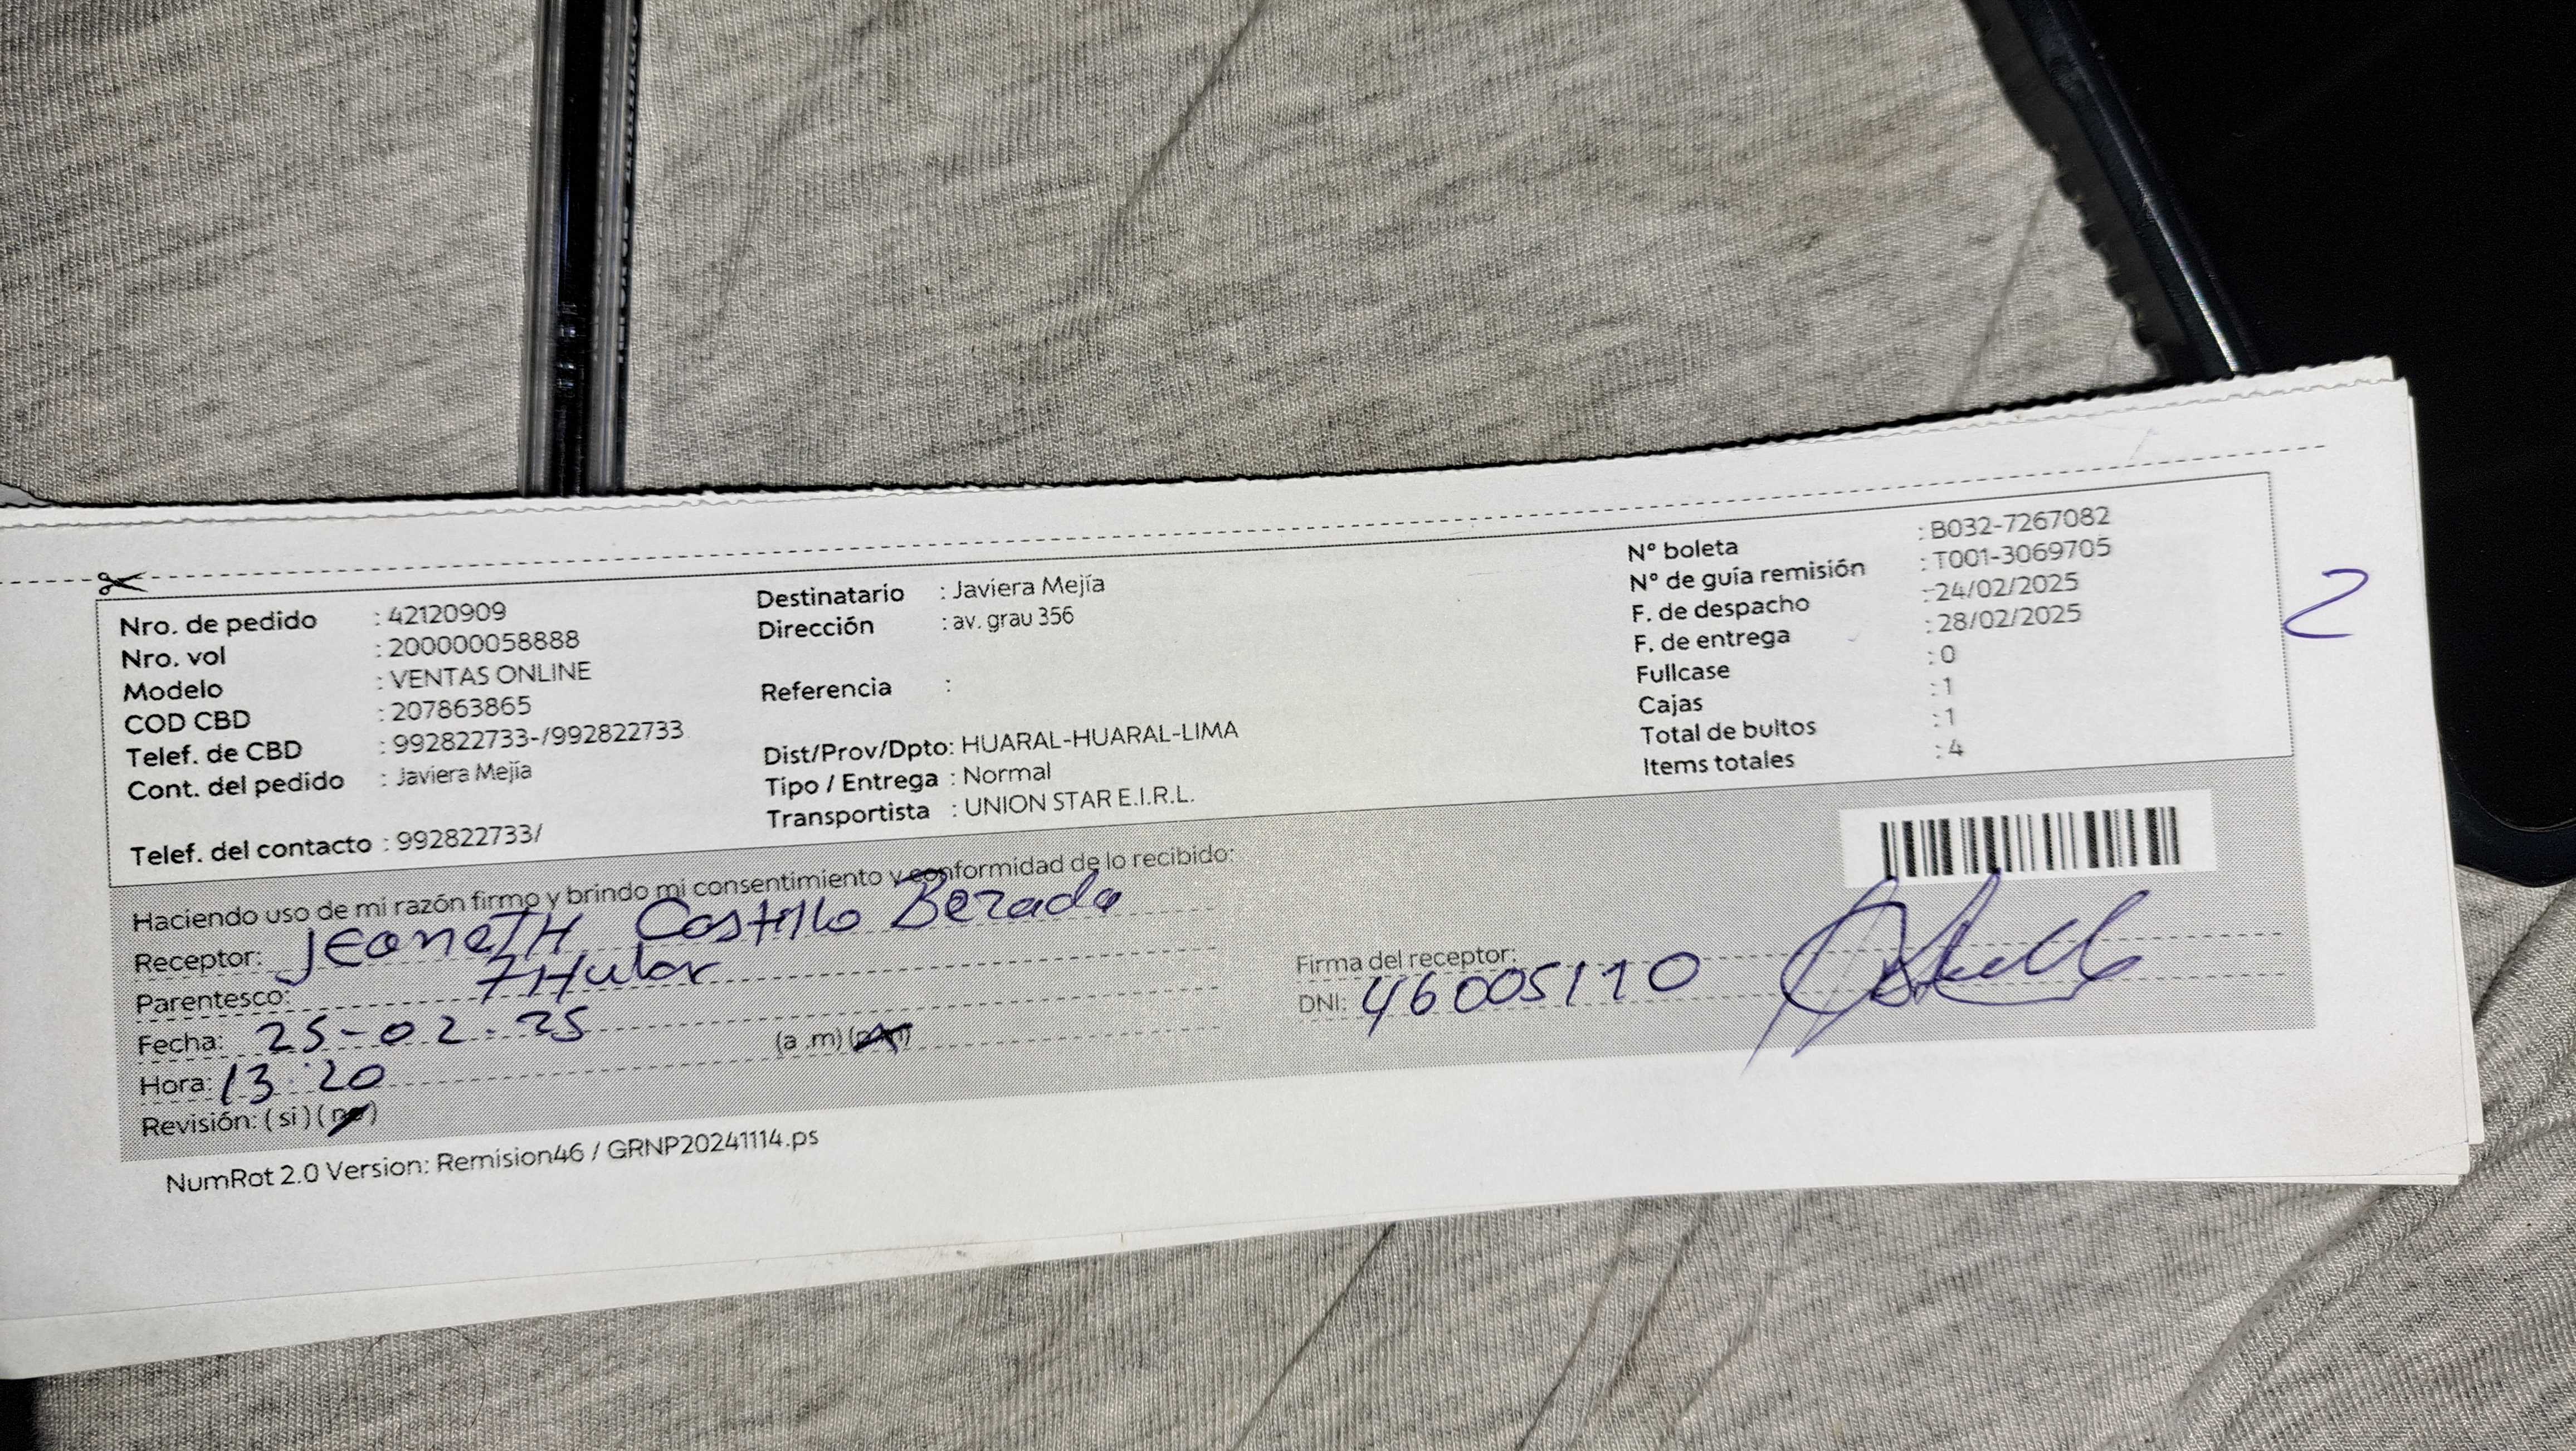 Nro. de pedido : 42120909
Nro. vol : 200000058888
Modelo : VENTAS ONLINE
COD CBD : 207863865
Telef. de CBD : 992822733-/992822733
Cont. del pedido : Javiera Mejía
Telef. del contacto : 992822733/
Destinatario : Javiera Mejía
Dirección : av. grau 356
Referencia :
Dist/Prov/Dpto: HUARAL-HUARAL-LIMA
Tipo / Entrega : Normal
Transportista : UNION STAR E.I.R.L.
N° boleta : B032-7267082
N° de guía remisión : T001-3069705
F. de despacho : 24/02/2025
F. de entrega : 28/02/2025
Fullcase : 0
Cajas : 1
Total de bultos : 1
Items totales : 4
2
Haciendo uso de mi razón firmo y brindo mi consentimiento y conformidad de lo recibido:
Receptor: JEANETH Castillo Bezada
Parentesco: Titular
Fecha: 25-02-25
Hora: 13:20 (a .m) (p.m)
Revisión: ( si ) ( no )
Firma del receptor:
DNI: 46005110
NumRot 2.0 Version: Remision46 / GRNP20241114.ps